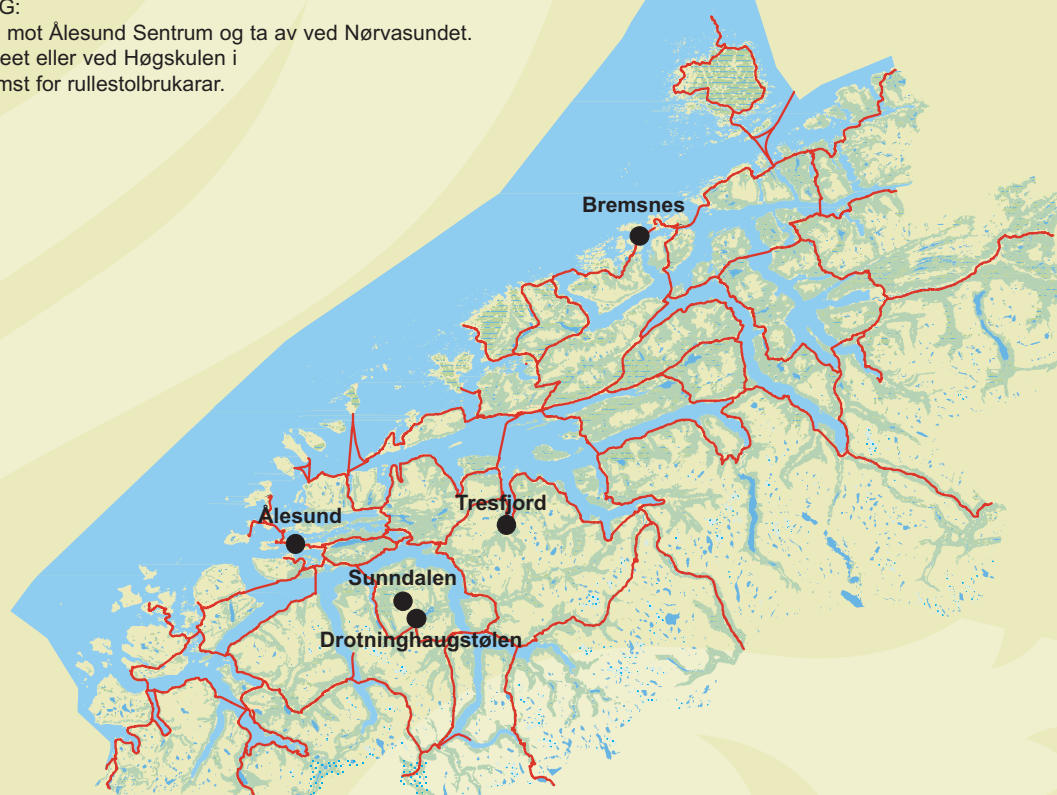 G:
mot Ålesund Sentrum og ta av ved Nørvasundet.
eet eller ved Høgskulen i
mst for rullestolbrukarar.
Bremsnes
Tresfjord
Ålesund
Sunndalen
Drotninghaugstølen